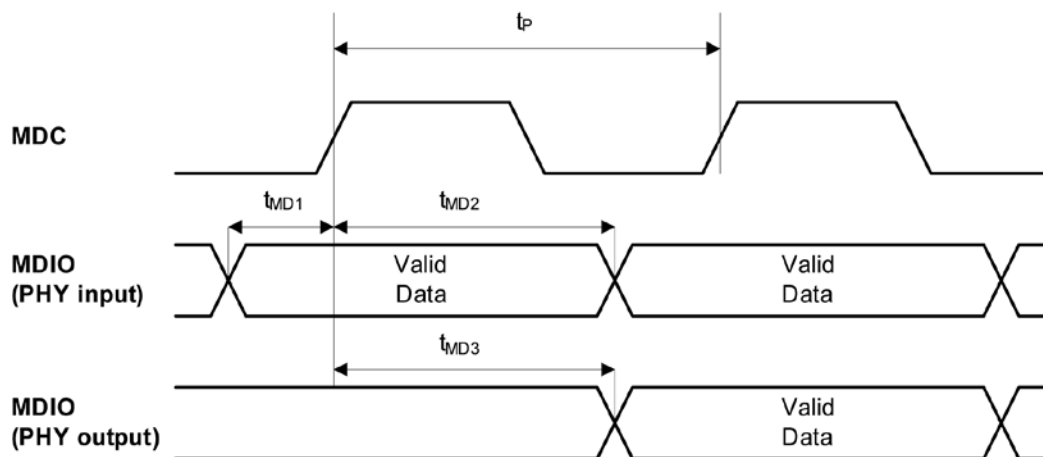 tP
MDC
tMD1
tMD2
MDIO
(PHY input)
Valid
Data
Valid
Data
tMD3
MDIO
(PHY output)
Valid
Data